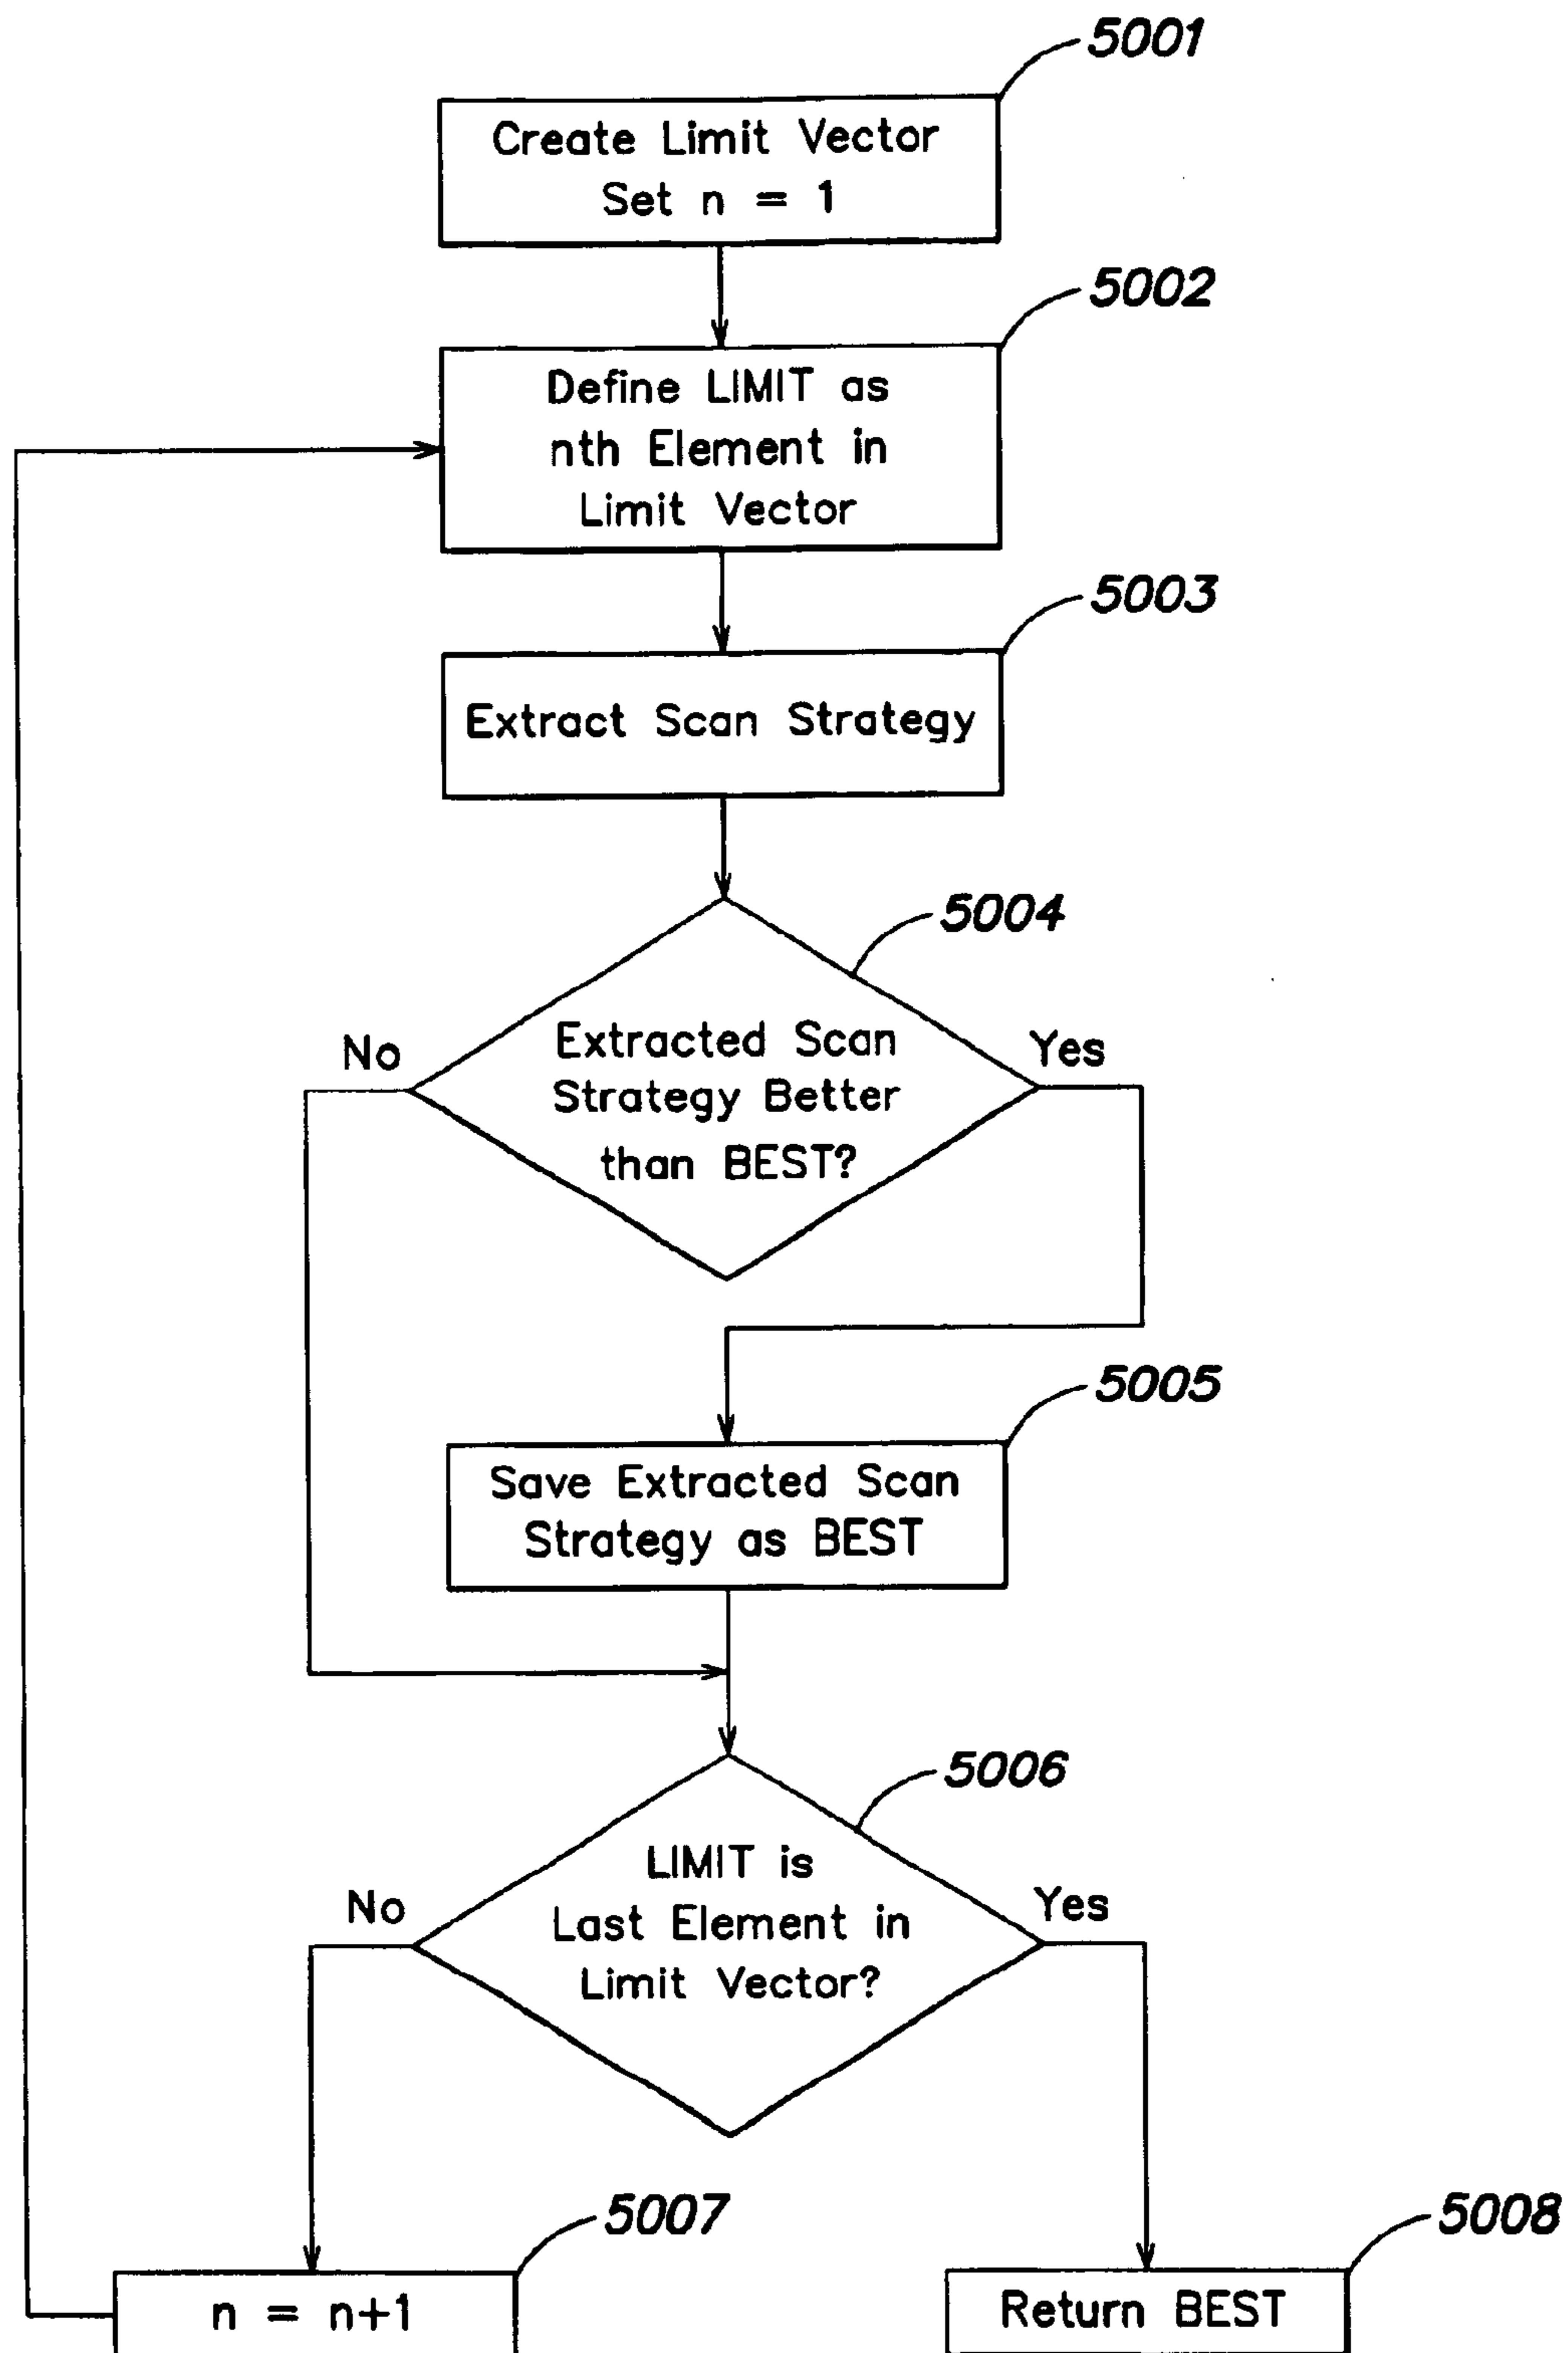 5001
Create Limit Vector
Set n = 1
5002
Define LIMIT as
nth Element in
Limit Vector
5003
Extract Scan Strategy
5004
No
Yes
Extracted Scan
Strategy Better
than BEST?
5005
Save Extracted Scan
Strategy as BEST
5006
No
Yes
LIMIT is
Last Element in
Limit Vector?
5007
n = n+1
5008
Return BEST